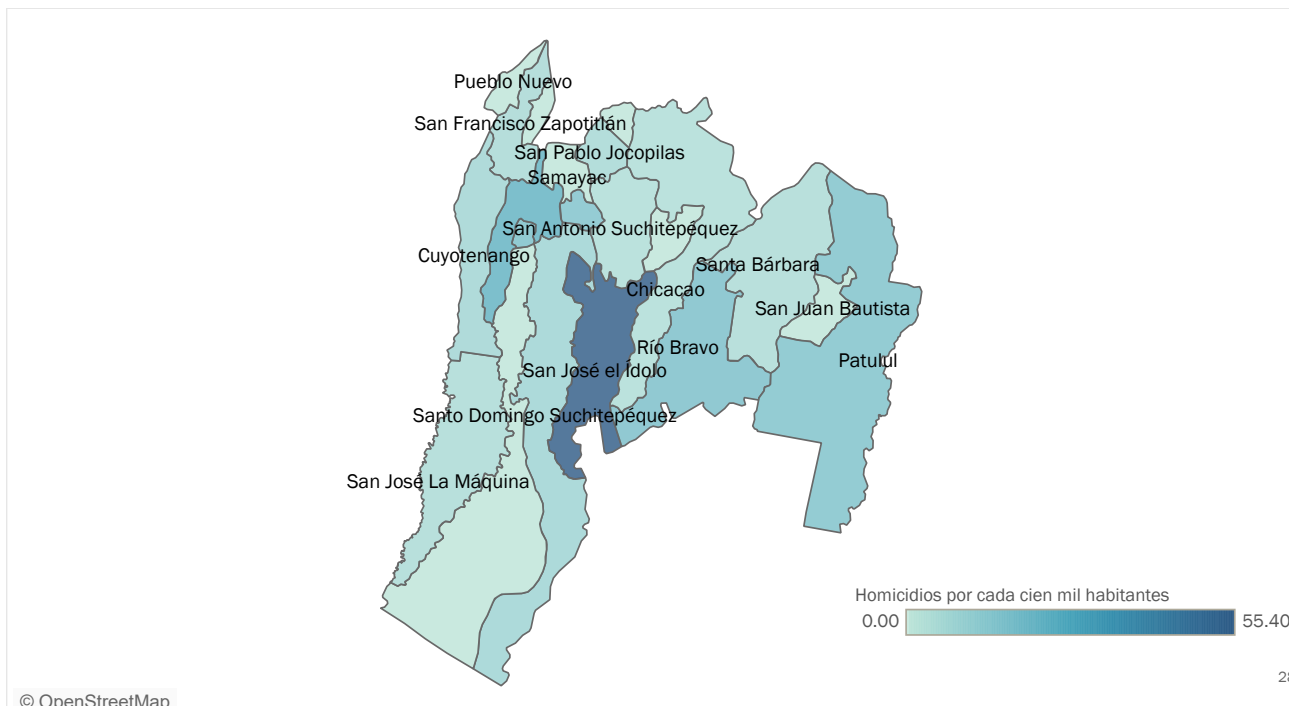 Pueblo Nuevo
San Francisco Zapotitlán
San Pablo Jocopilas
Samayac
San Antonio Suchitepéquez
Cuyotenango
Santa Bárbara
Chicacao
San Juan Bautista
Río Bravo
Patulul
San José el Ídolo
Santo Domingo Suchitepéquez
San José La Máquina
Homicidios por cada cien mil habitantes
0.00 55.40
28
© OpenStreetMap